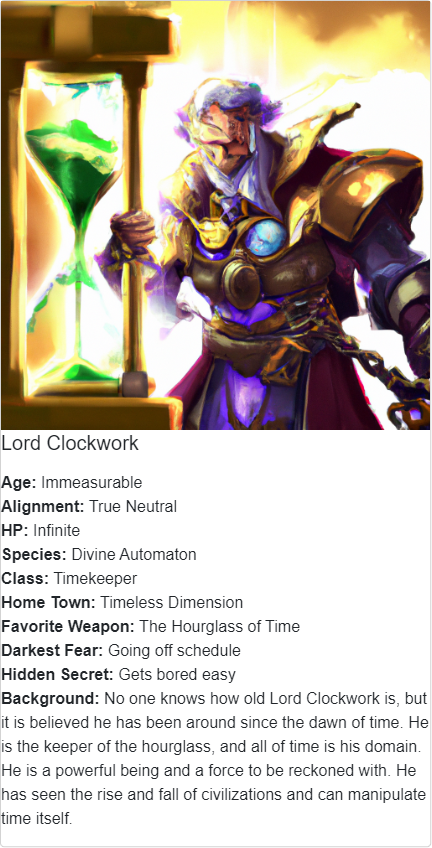 Lord Clockwork
Age: Immeasurable
Alignment: True Neutral
HP: Infinite
Species: Divine Automaton
Class: Timekeeper
Home Town: Timeless Dimension
Favorite Weapon: The Hourglass of Time
Darkest Fear: Going off schedule
Hidden Secret: Gets bored easy
Background: No one knows how old Lord Clockwork is, but
it is believed he has been around since the dawn of time. He
is the keeper of the hourglass, and all of time is his domain.
He is a powerful being and a force to be reckoned with. He
has seen the rise and fall of civilizations and can manipulate
time itself.